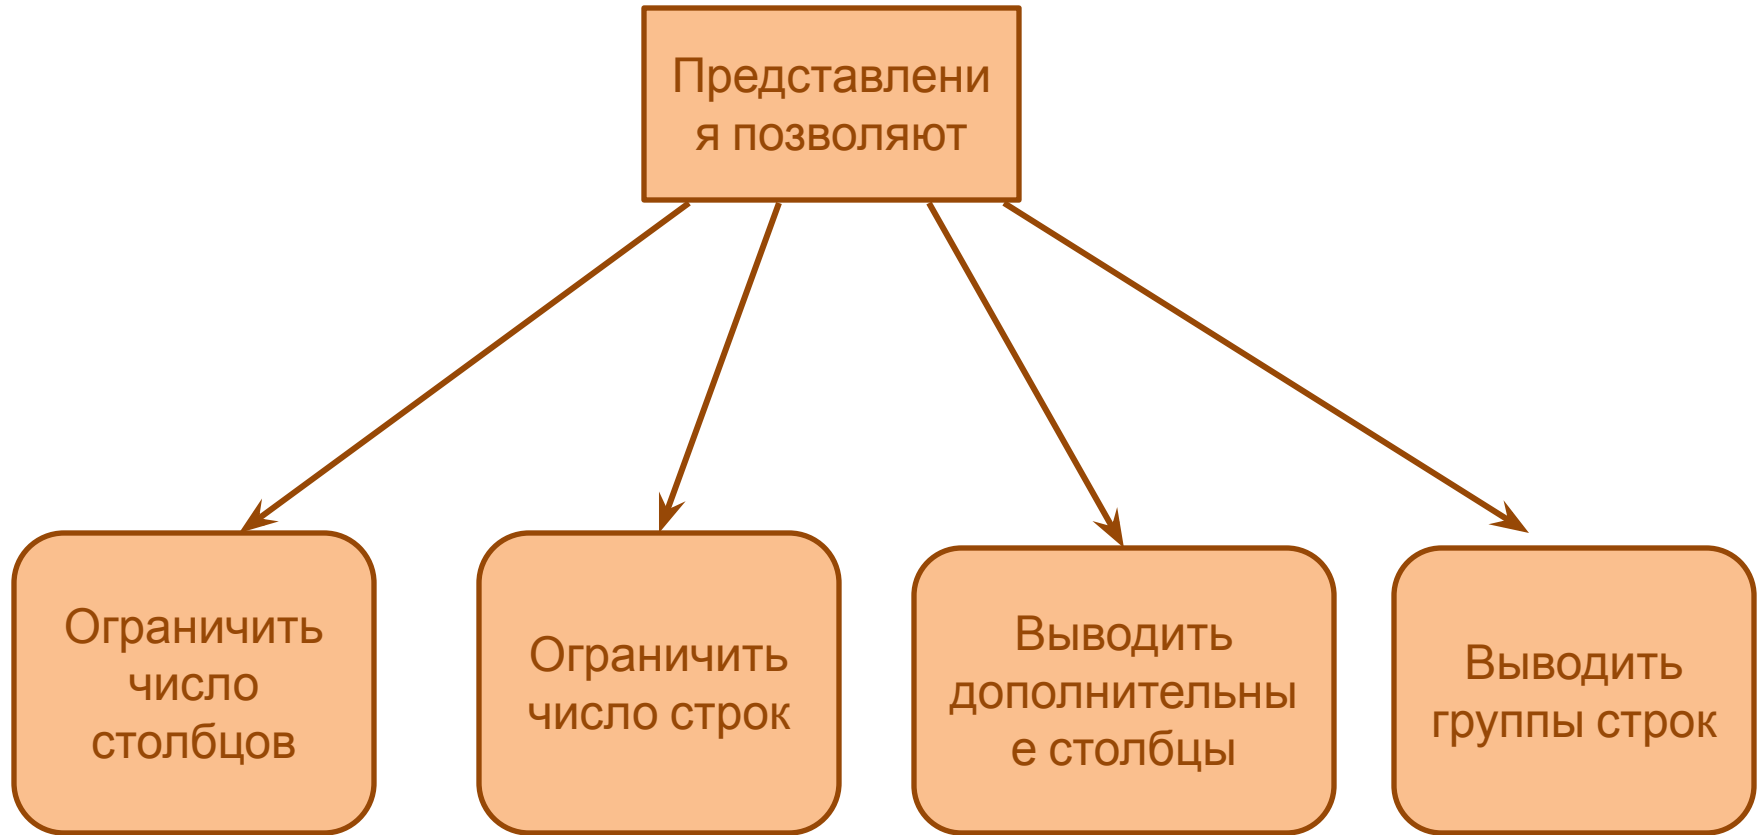 Представлени
я позволяют
Ограничить
число
столбцов
Ограничить
число строк
Выводить
дополнительны
е столбцы
Выводить
группы строк